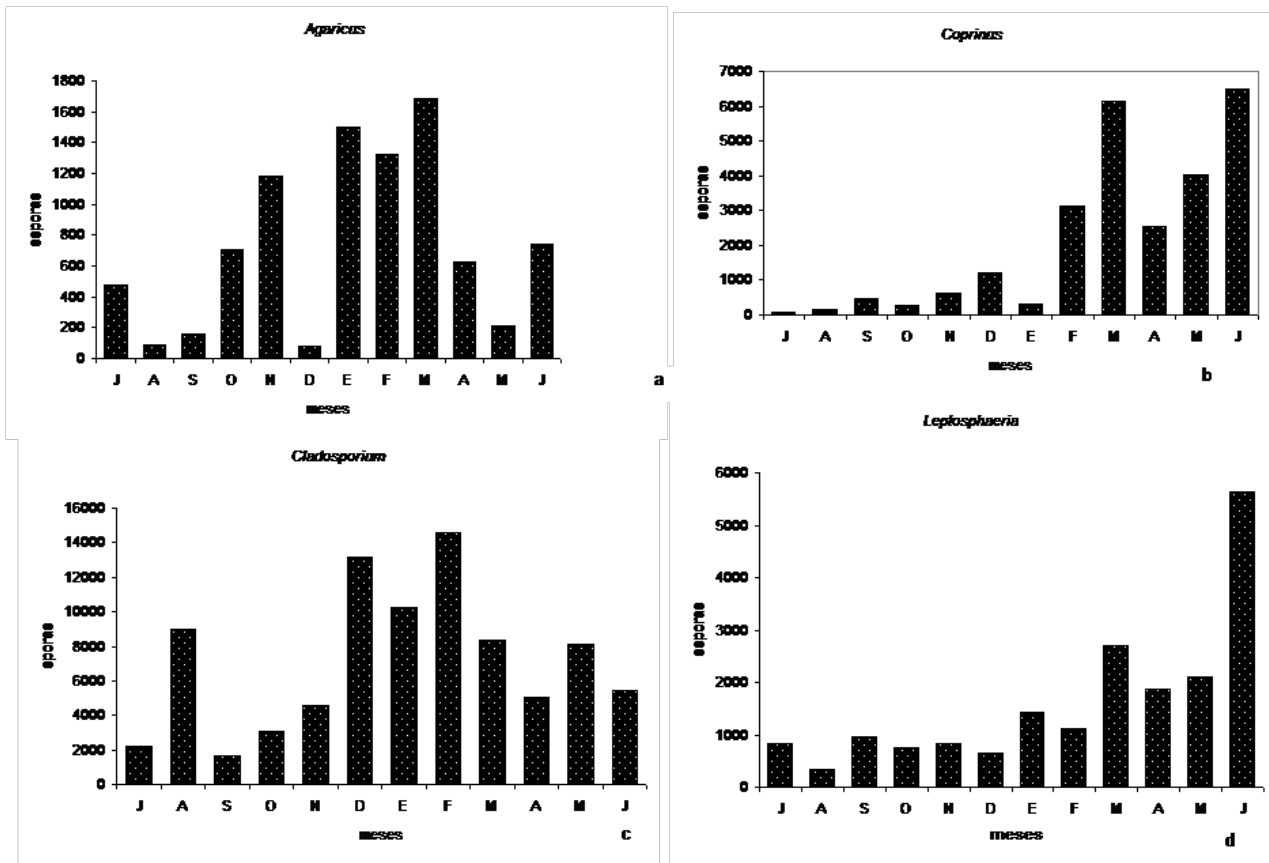 Agaricus
1800
1600
1400
1200
1000
800
600
400
200
0
esporas
J A S O N D E F M A M J
meses
a
Coprinus
7000
6000
5000
4000
3000
2000
1000
0
esporas
J A S O N D E F M A M J
meses
b
Cladosporium
16000
14000
12000
10000
8000
6000
4000
2000
0
sporas
J A S O N D E F M A M J
meses
c
Leptosphaeria
6000
5000
4000
3000
2000
1000
0
esporas
J A S O N D E F M A M J
meses
d